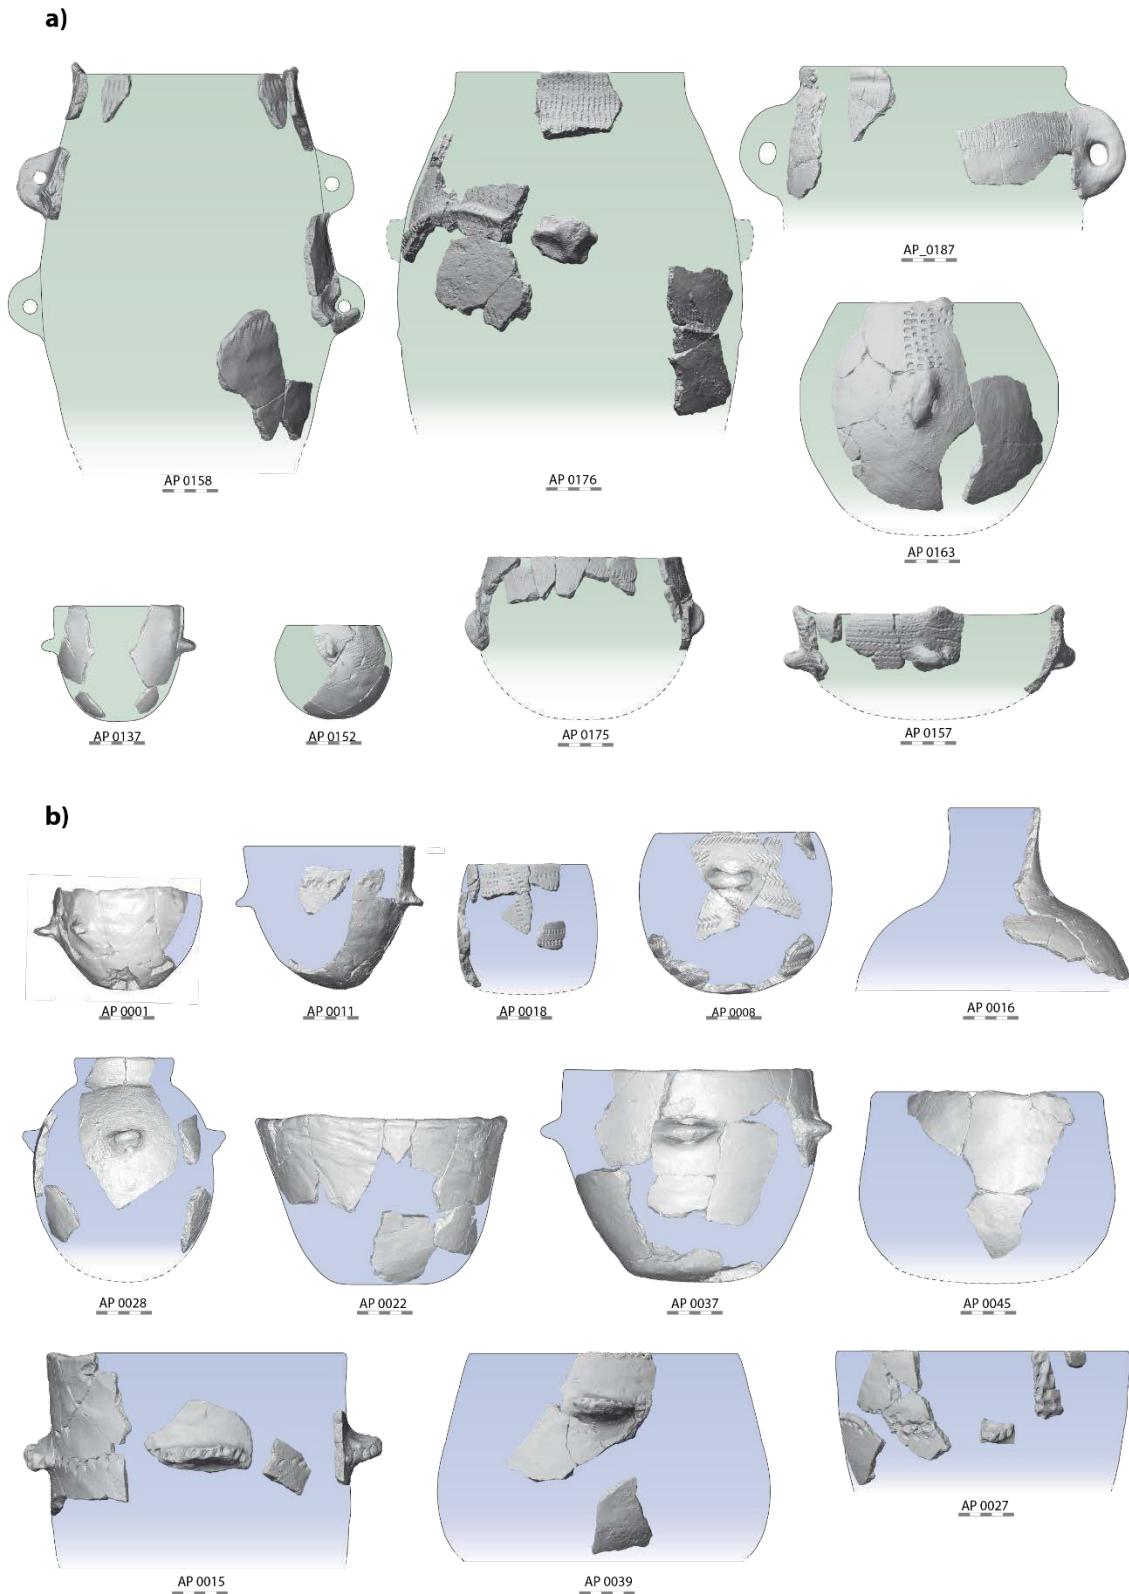 a)
AP 0158
AP 0176
AP_0187
AP 0163
AP 0137
AP 0152
AP 0175
AP 0157
b)
AP 0001
AP 0011
AP 0018
AP 0008
AP 0016
AP 0028
AP 0022
AP 0037
AP 0045
AP 0015
AP 0039
AP 0027